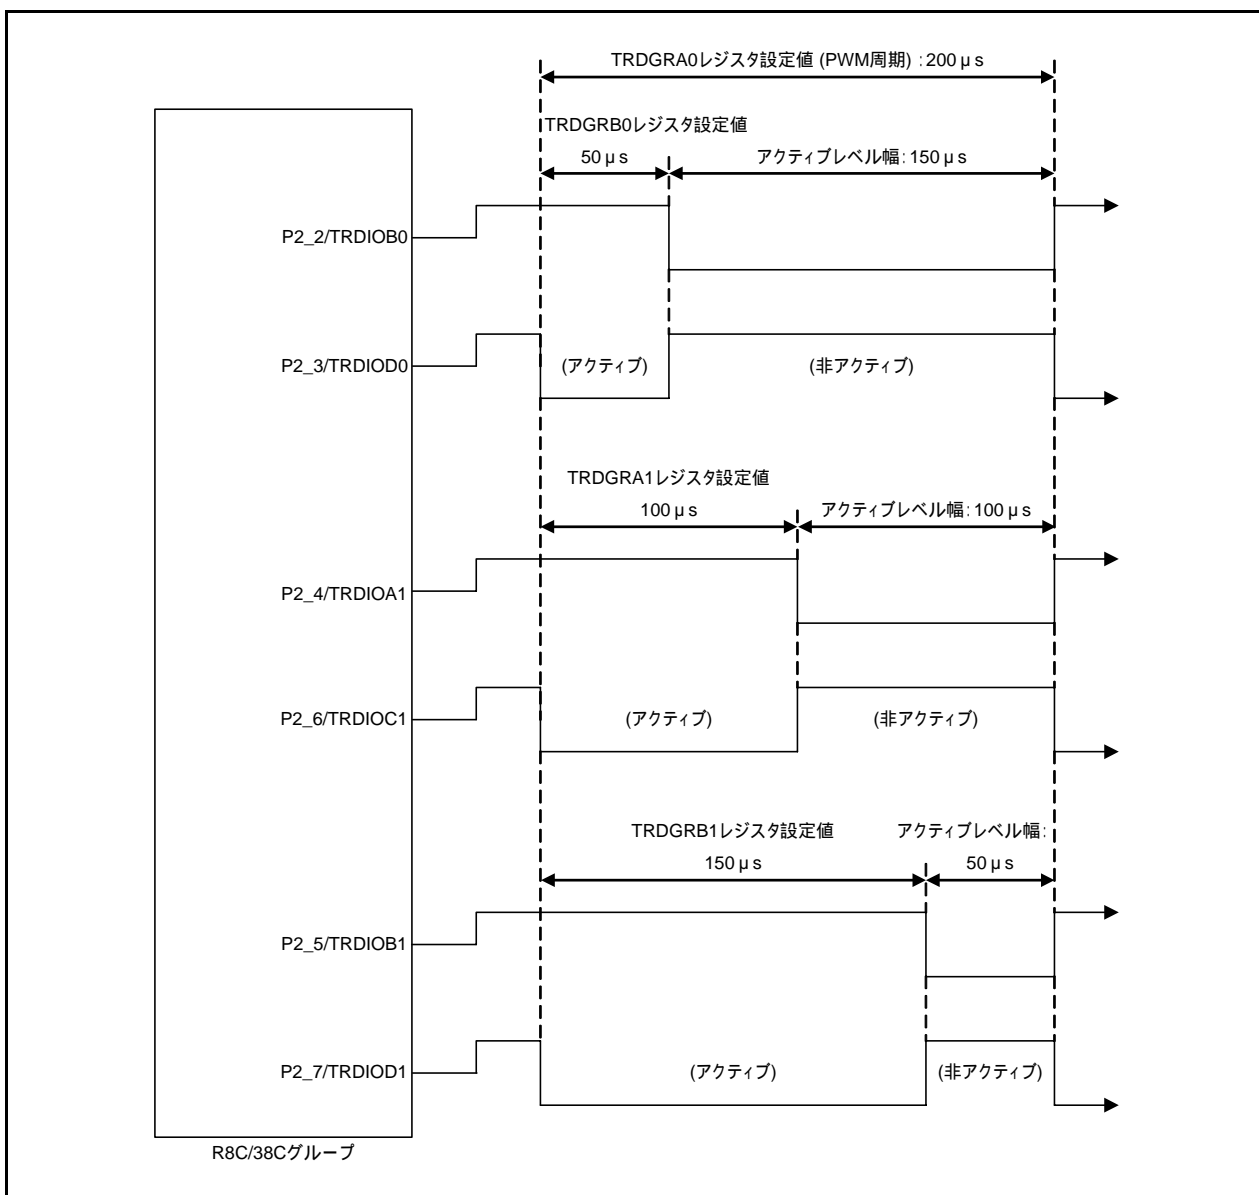 TRDGRA0レジスタ設定値 (PWM周期) : 200μs
TRDGRB0レジスタ設定値
50μs
アクティブレベル幅: 150μs
P2_2/TRDIOB0
P2_3/TRDIOD0
(アクティブ)
(非アクティブ)
TRDGRA1レジスタ設定値
100μs
アクティブレベル幅: 100μs
P2_4/TRDIOA1
P2_6/TRDIOC1
(アクティブ)
(非アクティブ)
TRDGRB1レジスタ設定値
アクティブレベル幅:
150μs
50μs
P2_5/TRDIOB1
P2_7/TRDIOD1
(アクティブ)
(非アクティブ)
R8C/38Cグループ